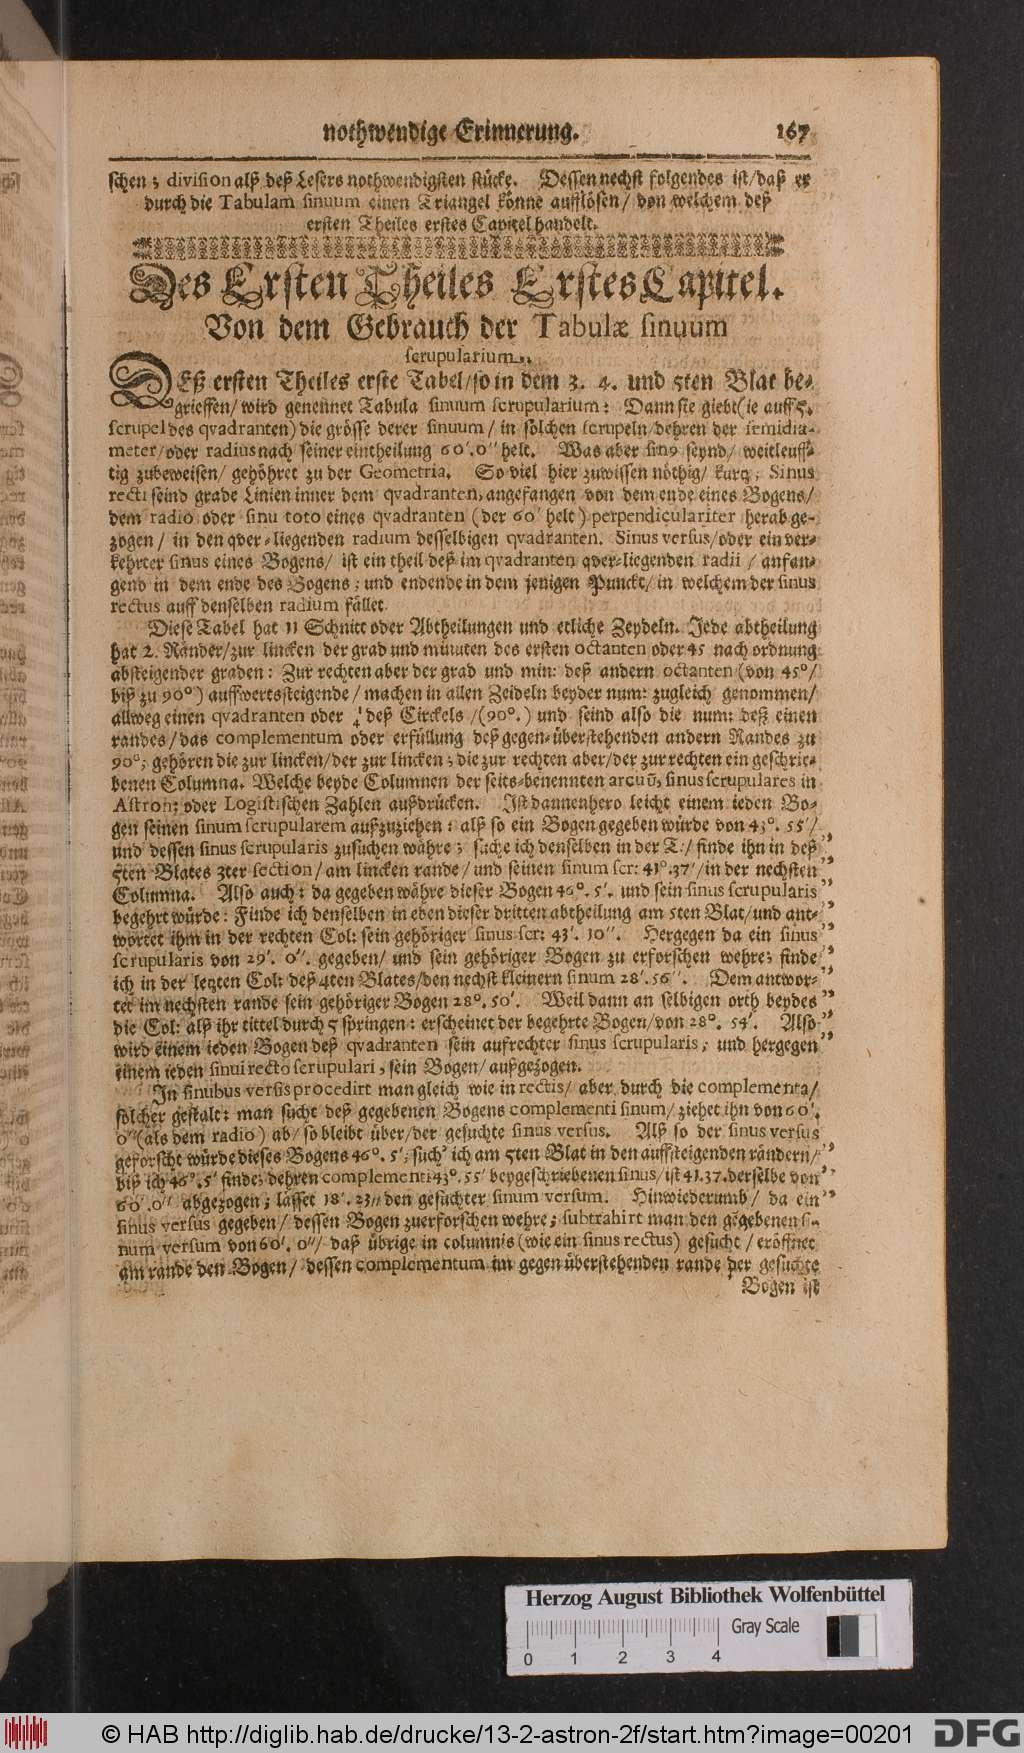 nothwendige Erinnerung. 167
schen; division alß deß Lesers nothwendigsten stücke. Dessen nechst folgendes ist/daß er
durch die Tabulam sinuum einen Triangel könne aufflösen/ von welchem deß
ersten Theiles erstes Capitel handelt.
Des Ersten Theiles Erstes Capitel.
Von dem Gebrauch der Tabulæ sinuum
scrupularium.
DEß ersten Theiles erste Tabel/so in dem 3. 4. und 5ten Blat be-
grieffen/ wird genennet Tabula sinuum scrupularium: Dann sie giebt (ie auff 5.
scrupel des qvadranten) die grösse derer sinuum/ in solchen scrupeln/dehren der semidia-
meter/oder radius nach seiner eintheilung 60′.0″ helt. Was aber sin9 seynd/ weitleuff-
tig zubeweisen/ gehöhret zu der Geometria. So viel hier zuwissen nöthig/ kurtz; Sinus
recti seind grade Linien inner dem qvadranten, angefangen von dem ende eines Bogens/
dem radio oder sinu toto eines qvadranten (der 60′ helt) perpendiculariter herab ge-
zogen/ in den qver-liegenden radium desselbigen qvadranten. Sinus versus/oder ein ver-
kehrter sinus eines Bogens/ ist ein theil deß im qvadranten qver-liegenden radii/ anfan-
gend in dem ende des Bogens; und endende in dem jenigen Punckt/ in welchem der sinus
rectus auff denselben radium fället.
Diese Tabel hat 11 Schnitt oder Abtheilungen und etliche Zeydeln. Jede abtheilung
hat 2. Ränder/zur lincken der grad und minuten des ersten octanten oder 45 nach ordnung
absteigender graden: Zur rechten aber der grad und min: deß andern octanten (von 45°/
biß zu 90°) auffwertssteigende/ machen in allen Zeideln beyder num: zugleich genommen/
allweg einen qvadranten oder 1/4 deß Circkels/(90°.) und seind also die num: deß einen
randes/das complementum oder erfüllung deß gegen-überstehenden andern Randes zu
90°; gehören die zur lincken/der zur lincken; die zur rechten aber/der zur rechten ein geschrie-
benen Columna. Welche beyde Columnen der seits-benennten arcuũ, sinus scrupulares in
Astron: oder Logistischen Zahlen außdrücken. Ist dannenhero leicht einem ieden Bo-
gen seinen sinum scrupularem außzuziehen: alß so ein Bogen gegeben würde von 43°. 55′/
und dessen sinus scrupularis zusuchen währe; suche ich denselben in der T:/ finde ihn in deß
5ten Blates 3ter section/ am lincken rande/ und seinen sinum scr: 41°.37′/in der nechsten
Columna. Also auch: da gegeben währe dieser Bogen 46°. 5′. und sein sinus scrupularis
begehrt würde: Finde ich denselben in eben dieser dritten abtheilung am 5ten Blat/und ant-
wortet ihm in der rechten Col: sein gehöriger sinus scr: 43′. 10″. Hergegen da ein sinus
scrupularis von 29′. 0″. gegeben/ und sein gehöriger Bogen zu erforschen wehre; finde
ich in der letzten Col: deß 4ten Blates/den nechst kleinern sinum 28′. 56″. Dem antwor-
tet im nechsten rande sein gehöriger Bogen 28°. 50′. Weil dann an selbigen orth beydes
die Col: alß ihr tittel durch 5 springen: erscheinet der begehrte Bogen/von 28°. 54′. Also
wird einem ieden Bogen deß qvadranten sein aufrechter sinus scrupularis; und hergegen
einem ieden sinui recto scrupulari, sein Bogen/ außgezogen.
In sinubus versis procedirt man gleich wie in rectis/ aber durch die complementa/
solcher gestalt: man sucht deß gegebenen Bogens complementi sinum/ ziehet ihn von 60′.
0″(als dem radio) ab/ so bleibt über/der gesuchte sinus versus. Alß so der sinus versus
geforscht würde dieses Bogens 46°. 5′; such' ich am 5ten Blat in den auffsteigenden rändern/
biß ich 46°. 5′ finde; dehren complementi 43°. 55′ beygeschriebenen sinus/ist 41.37. derselbe von
60′.0″ abgezogen; lässet 18′. 23″ den gesuchter sinum versum. Hinwiederumb/ da ein
sinus versus gegeben/ dessen Bogen zuerforschen wehre; subtrahirt man den gegebenen si-
num versum von 60′. 0″/ daß übrige in columnis (wie ein sinus rectus) gesucht/ eröffnet
am rande den Bogen/ dessen complementum im gegen überstehenden rande der gesuchte
Bogen ist
Herzog August Bibliothek Wolfenbüttel
0 1 2 3 4 Gray Scale
© HAB http://diglib.hab.de/drucke/13-2-astron-2f/start.htm?image=00201 DFG